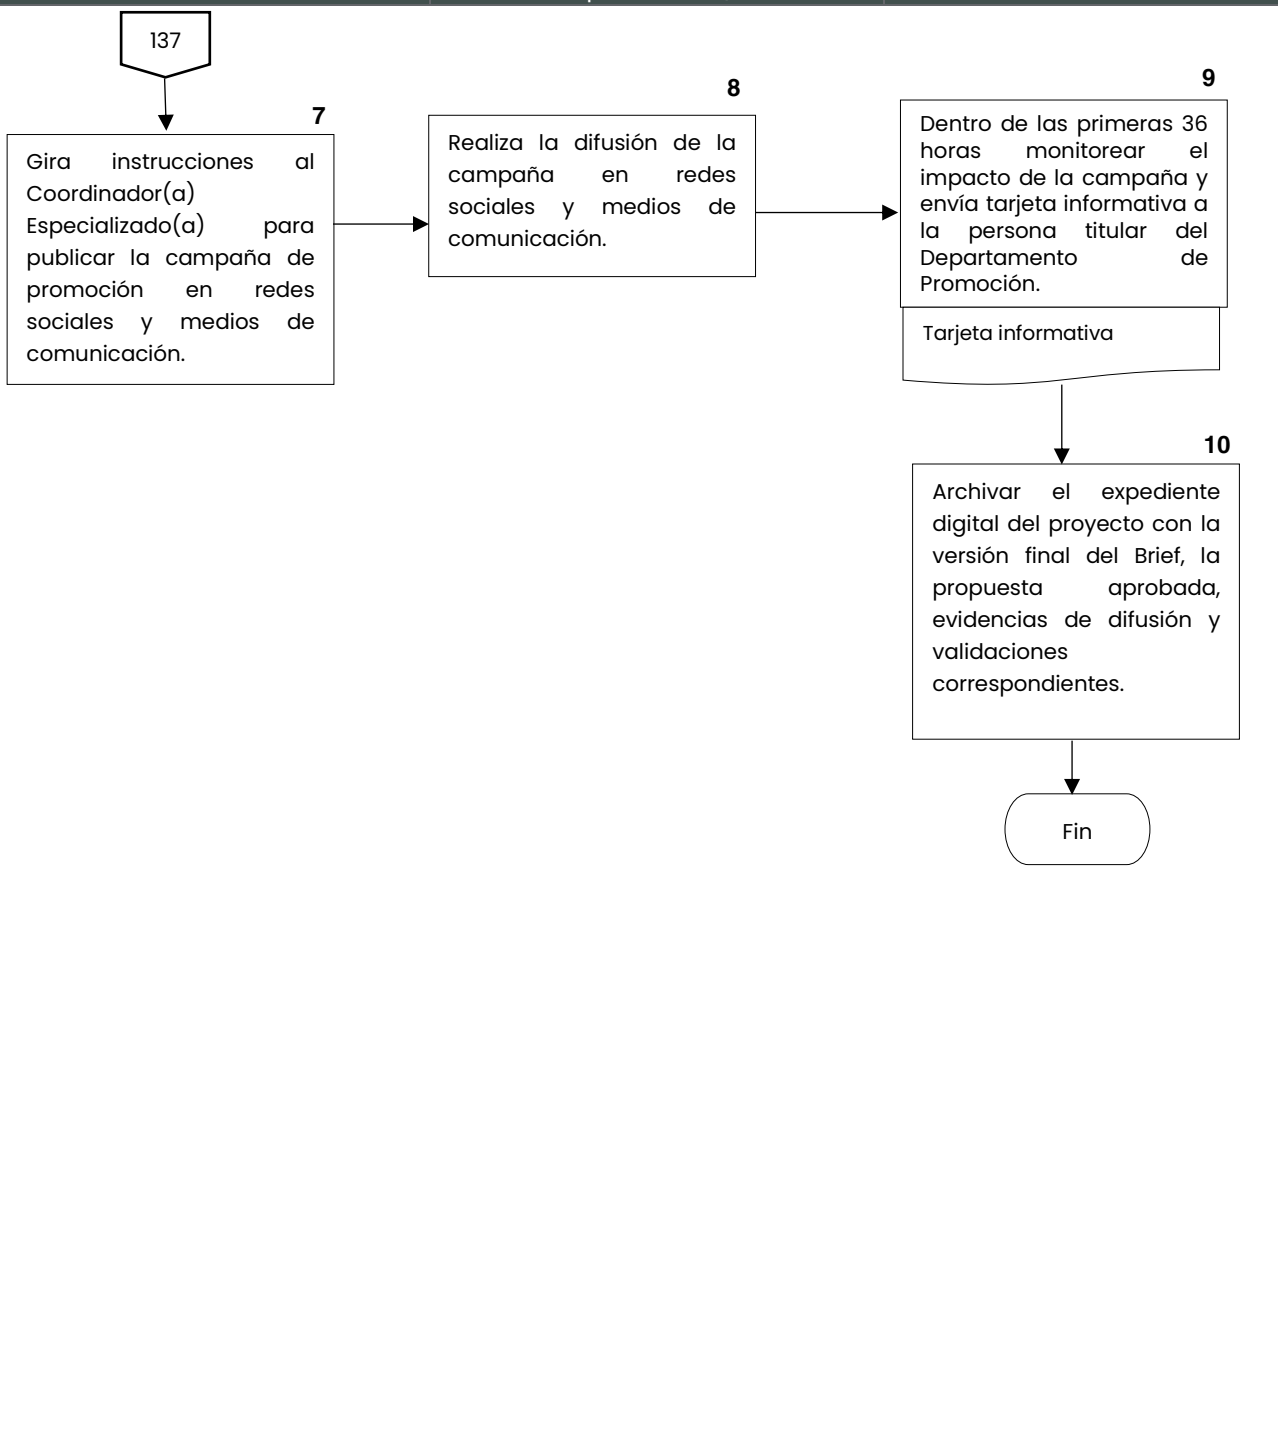 137
7
Gira instrucciones al
Coordinador(a)
Especializado(a) para
publicar la campaña de
promoción en redes
sociales y medios de
comunicación.
8
Realiza la difusión de la
campaña en redes
sociales y medios de
comunicación.
9
Dentro de las primeras 36
horas monitorear el
impacto de la campaña y
envía tarjeta informativa a
la persona titular del
Departamento de
Promoción.
Tarjeta informativa
10
Archivar el expediente
digital del proyecto con la
versión final del Brief, la
propuesta aprobada,
evidencias de difusión y
validaciones
correspondientes.
Fin